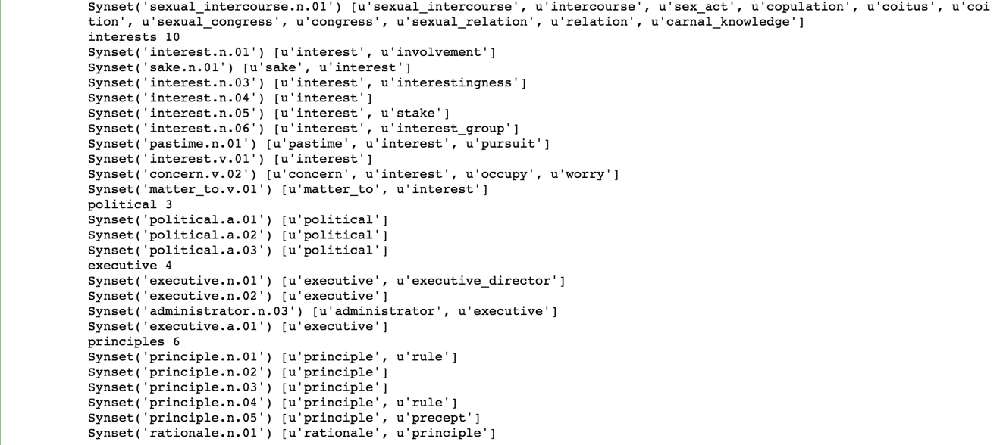 Synset('sexual_intercourse.n.01') [u'sexual_intercourse', u'intercourse', u'sex_act', u'copulation', u'coitus', u'coi
tion', u'sexual_congress', u'congress', u'sexual_relation', u'relation', u'carnal_knowledge']
interests 10
Synset('interest.n.01') [u'interest', u'involvement']
Synset('sake.n.01') [u'sake', u'interest']
Synset('interest.n.03') [u'interest', u'interestingness']
Synset('interest.n.04') [u'interest']
Synset('interest.n.05') [u'interest', u'stake']
Synset('interest.n.06') [u'interest', u'interest_group']
Synset('pastime.n.01') [u'pastime', u'interest', u'pursuit']
Synset('interest.v.01') [u'interest']
Synset('concern.v.02') [u'concern', u'interest', u'occupy', u'worry']
Synset('matter_to.v.01') [u'matter_to', u'interest']
political 3
Synset('political.a.01') [u'political']
Synset('political.a.02') [u'political']
Synset('political.a.03') [u'political']
executive 4
Synset('executive.n.01') [u'executive', u'executive_director']
Synset('executive.n.02') [u'executive']
Synset('administrator.n.03') [u'administrator', u'executive']
Synset('executive.a.01') [u'executive']
principles 6
Synset('principle.n.01') [u'principle', u'rule']
Synset('principle.n.02') [u'principle']
Synset('principle.n.03') [u'principle']
Synset('principle.n.04') [u'principle', u'rule']
Synset('principle.n.05') [u'principle', u'precept']
Synset('rationale.n.01') [u'rationale', u'principle']